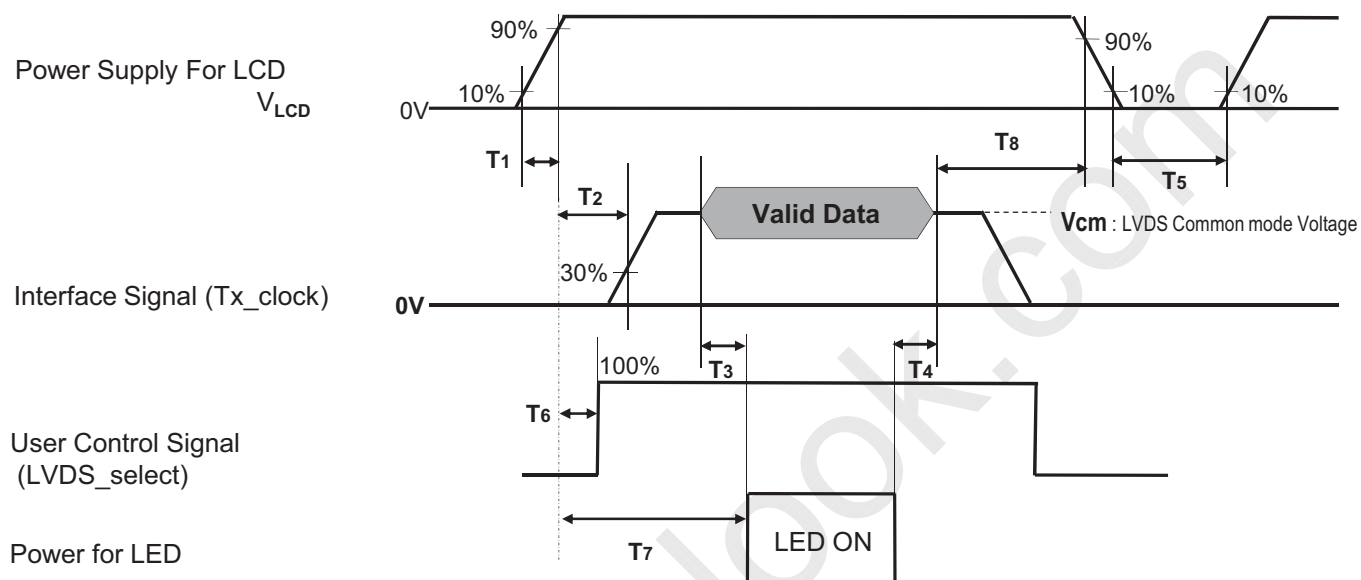 90%
90%
Power Supply For LCD
VLCD
10%
10%
10%
0V
T1
T8
T2
T5
Valid Data
Vcm : LVDS Common mode Voltage
30%
Interface Signal (Tx_clock)
0V
100%
T3
T4
T6
User Control Signal
(LVDS_select)
T7
LED ON
Power for LED
look.com